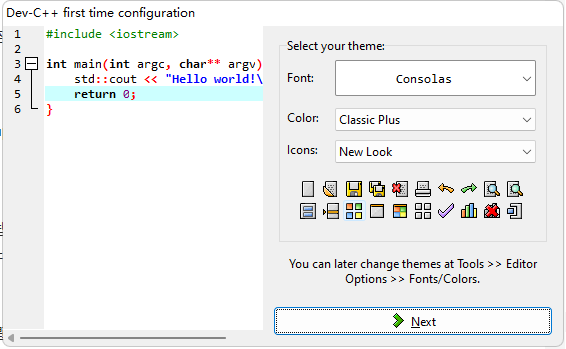 Dev-C++ first time configuration
1 #include <iostream>
2
3 int main(int argc, char** argv)
4 std::cout << "Hello world!\
5 return 0;
6 }
Select your theme:
Font: Consolas
Color: Classic Plus
Icons: New Look
You can later change themes at Tools >> Editor
Options >> Fonts/Colors.
Next